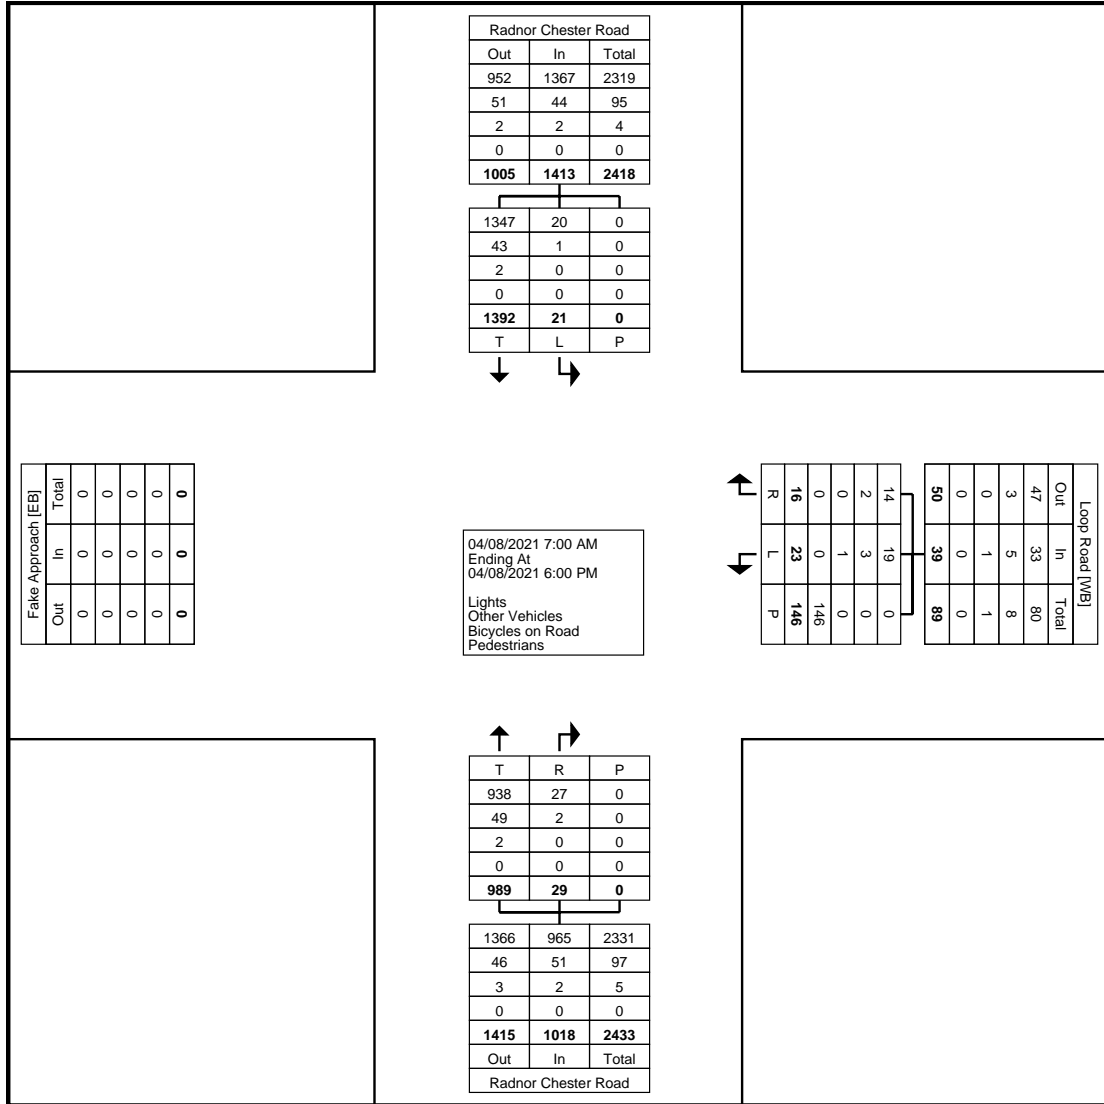 Radnor Chester Road
Out In Total
952 1367 2319
51 44 95
2 2 4
0 0 0
1005 1413 2418
1347 20 0
43 1 0
2 0 0
0 0 0
1392 21 0
T L P
Fake Approach [EB]
Out In Total
0 0 0
0 0 0
0 0 0
0 0 0
0 0 0
04/08/2021 7:00 AM
Ending At
04/08/2021 6:00 PM
Lights
Other Vehicles
Bicycles on Road
Pedestrians
Loop Road [WB]
Out In Total
47 33 80
3 5 8
0 1 1
0 0 0
50 39 89
14 19 0
2 3 0
0 1 0
0 0 146
16 23 146
R L P
T R P
938 27 0
49 2 0
2 0 0
0 0 0
989 29 0
1366 965 2331
46 51 97
3 2 5
0 0 0
1415 1018 2433
Out In Total
Radnor Chester Road